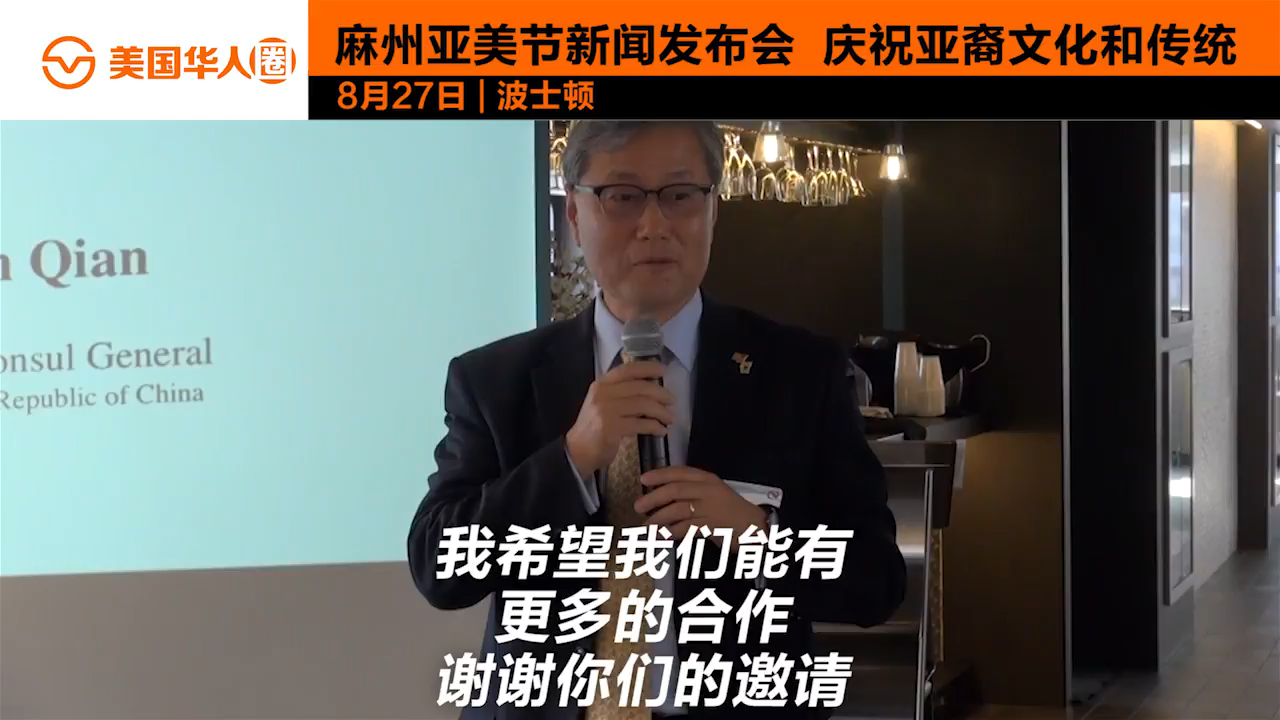 美国华人圈
麻州亚美节新闻发布会 庆祝亚裔文化和传统
8月27日 | 波士顿
n Qian
onsul General
Republic of China
我希望我们能有
更多的合作
谢谢你们的邀请